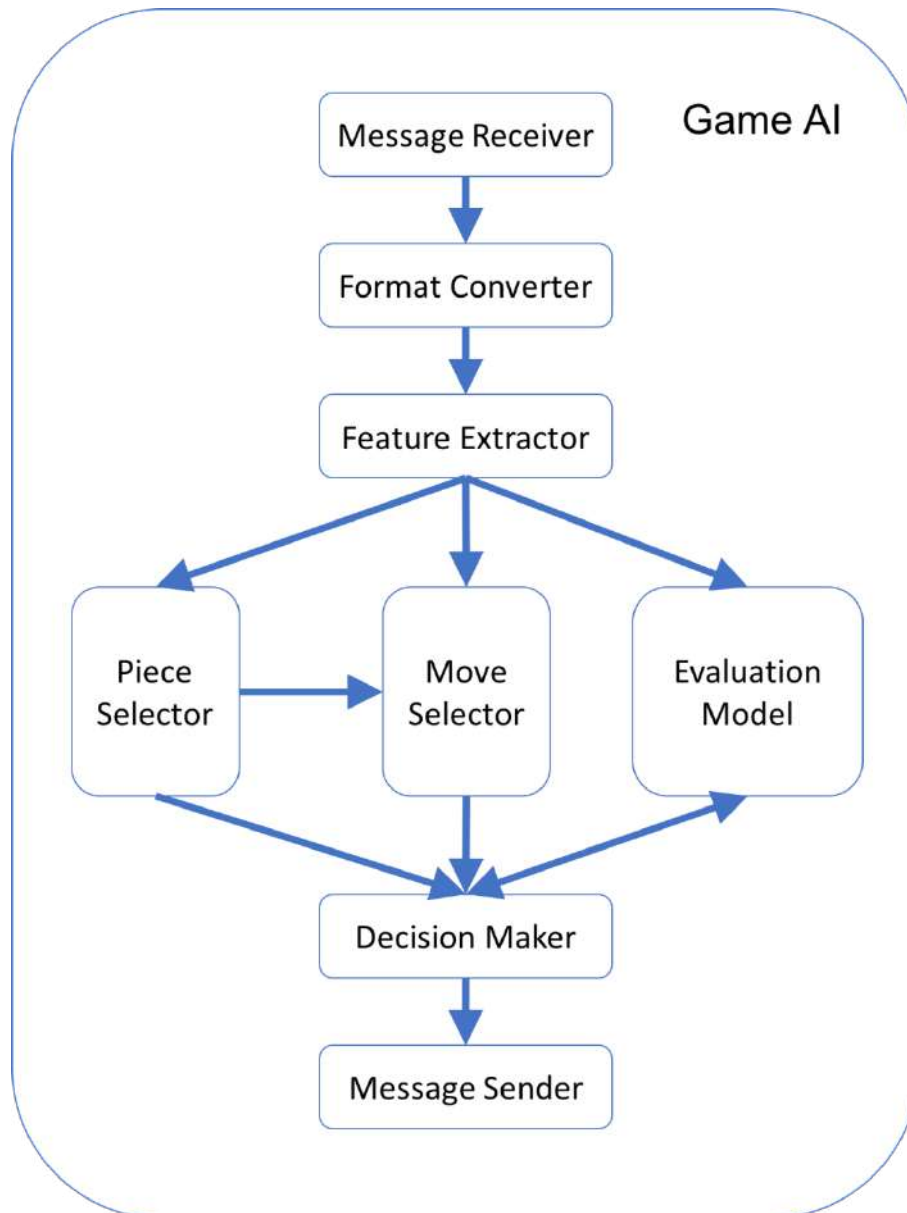 Game AI
Message Receiver
Format Converter
Feature Extractor
Piece
Selector
Move
Selector
Evaluation
Model
Decision Maker
Message Sender